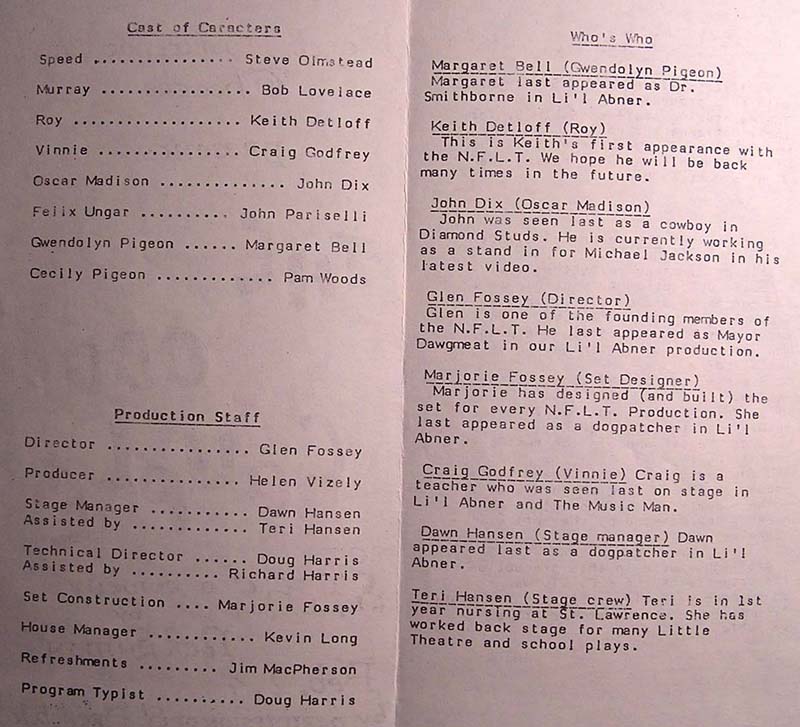 Cast of Caracters
Speed ................ Steve Olmstead
Murray ................ Bob Lovelace
Roy ................... Keith Detloff
Vinnie ................ Craig Godfrey
Oscar Madison .............. John Dix
Felix Ungar .......... John Pariselli
Gwendolyn Pigeon ...... Margaret Bell
Cecily Pigeon ............. Pam Woods
Production Staff
Director ................ Glen Fossey
Producer ............... Helen Vizely
Stage Manager ........... Dawn Hansen
Assisted by ............. Teri Hansen
Technical Director ...... Doug Harris
Assisted by .......... Richard Harris
Set Construction .... Marjorie Fossey
House Manager ............ Kevin Long
Refreshments ......... Jim MacPherson
Program Typist .......... Doug Harris
Who's Who
Margaret Bell (Gwendolyn Pigeon)
Margaret last appeared as Dr.
Smithborne in Li'l Abner.
Keith Detloff (Roy)
This is Keith's first appearance with
the N.F.L.T. We hope he will be back
many times in the future.
John Dix (Oscar Madison)
John was seen last as a cowboy in
Diamond Studs. He is currently working
as a stand in for Michael Jackson in his
latest video.
Glen Fossey (Director)
Glen is one of the founding members of
the N.F.L.T. He last appeared as Mayor
Dawgmeat in our Li'l Abner production.
Marjorie Fossey (Set Designer)
Marjorie has designed (and built) the
set for every N.F.L.T. Production. She
last appeared as a dogpatcher in Li'l
Abner.
Craig Godfrey (Vinnie) Craig is a
teacher who was seen last on stage in
Li'l Abner and The Music Man.
Dawn Hansen (Stage manager) Dawn
appeared last as a dogpatcher in Li'l
Abner.
Teri Hansen (Stage crew) Teri is in 1st
year nursing at St. Lawrence. She has
worked back stage for many Little
Theatre and school plays.